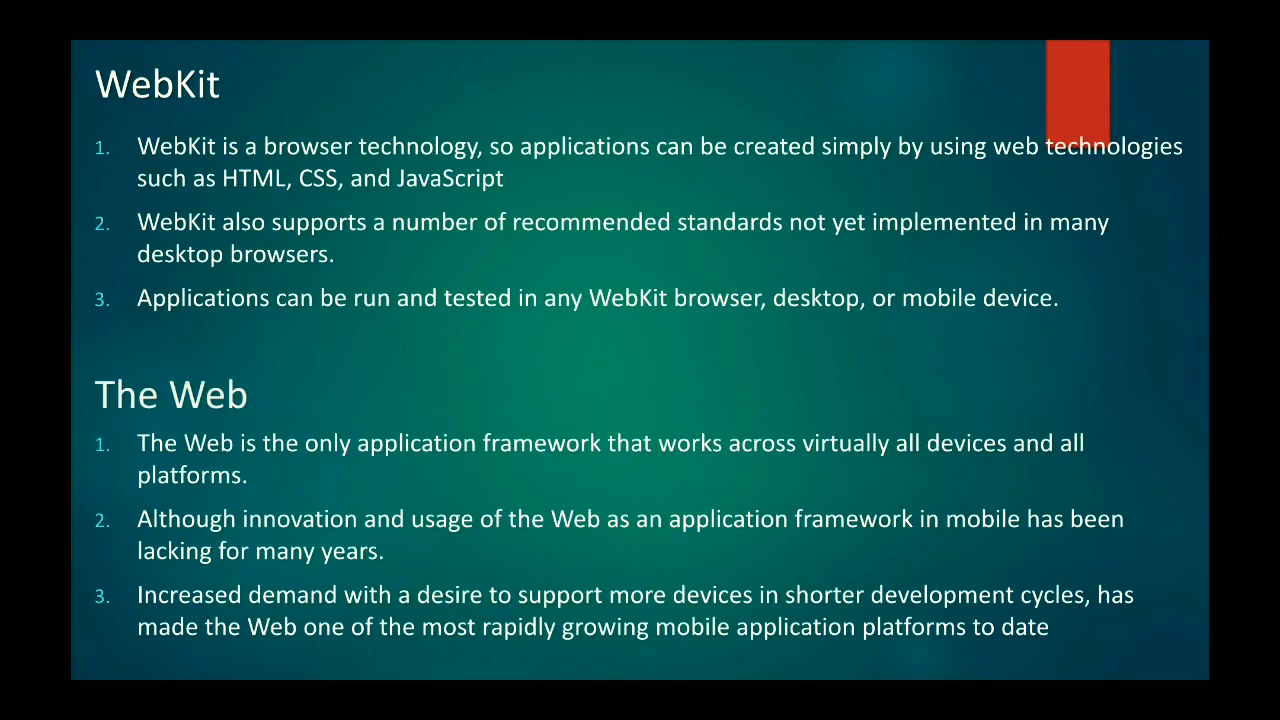 WebKit
1. WebKit is a browser technology, so applications can be created simply by using web technologies
such as HTML, CSS, and JavaScript
2. WebKit also supports a number of recommended standards not yet implemented in many
desktop browsers.
3. Applications can be run and tested in any WebKit browser, desktop, or mobile device.
The Web
1. The Web is the only application framework that works across virtually all devices and all
platforms.
2. Although innovation and usage of the Web as an application framework in mobile has been
lacking for many years.
3. Increased demand with a desire to support more devices in shorter development cycles, has
made the Web one of the most rapidly growing mobile application platforms to date